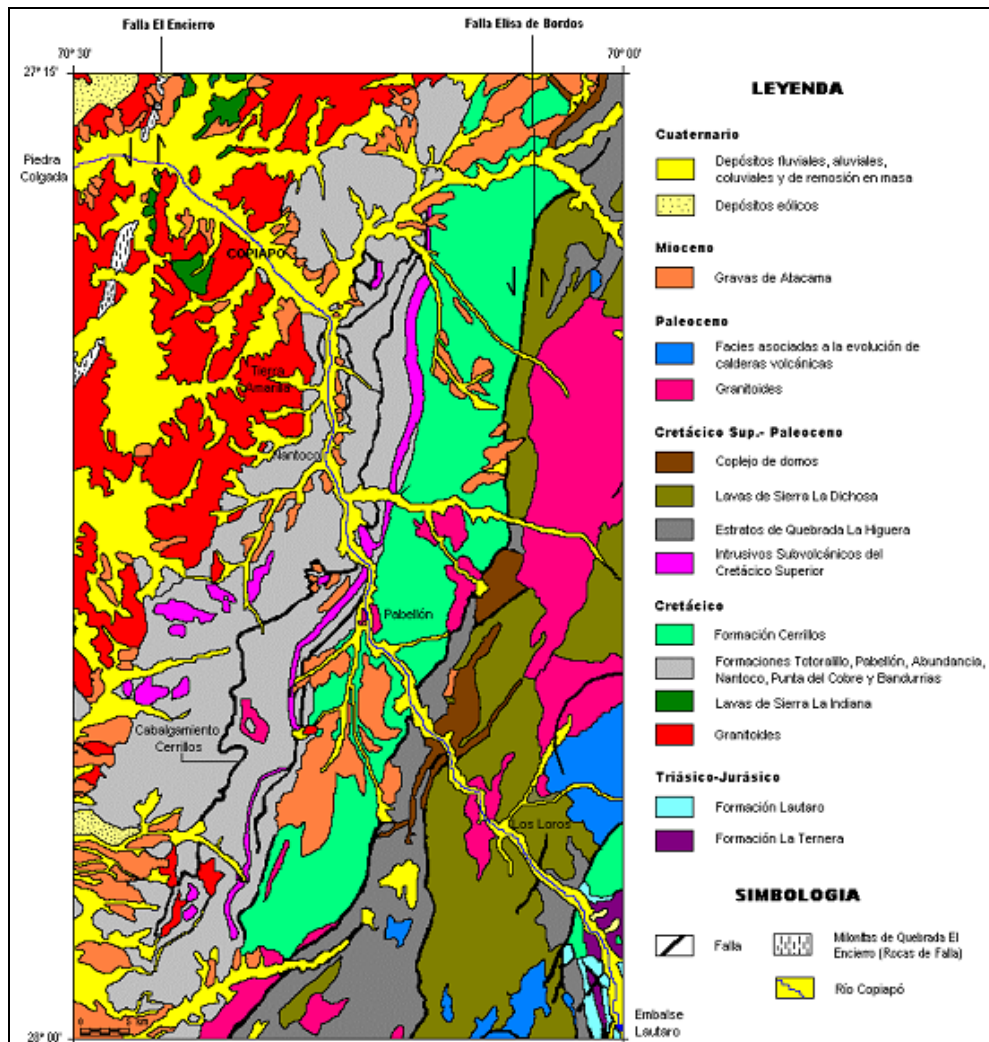 Falla El Encierro
Falla Elisa de Bordos
70° 30'
70° 00'
27° 15'
Piedra
Colgada
COPIAPO
Tierra
Amarilla
Nantoco
Pabellón
Cabalgamiento
Cerrillos
Los Loros
28° 00'
0
5
Embalse
Lautaro
LEYENDA
Cuaternario
Depósitos fluviales, aluviales,
coluviales y de remosión en masa
Depósitos eólicos
Mioceno
Gravas de Atacama
Paleoceno
Facies asociadas a la evolución de
calderas volcánicas
Granitoides
Cretácico Sup.- Paleoceno
Coplejo de domos
Lavas de Sierra La Dichosa
Estratos de Quebrada La Higuera
Intrusivos Subvolcánicos del
Cretácico Superior
Cretácico
Formación Cerrillos
Formaciones Totoralillo, Pabellón, Abundancia,
Nantoco, Punta del Cobre y Bandurrias
Lavas de Sierra La Indiana
Granitoides
Triásico-Jurásico
Formación Lautaro
Formación La Ternera
SIMBOLOGIA
Falla
Milonitas de Quebrada El
Encierro (Rocas de Falla)
Río Copiapó